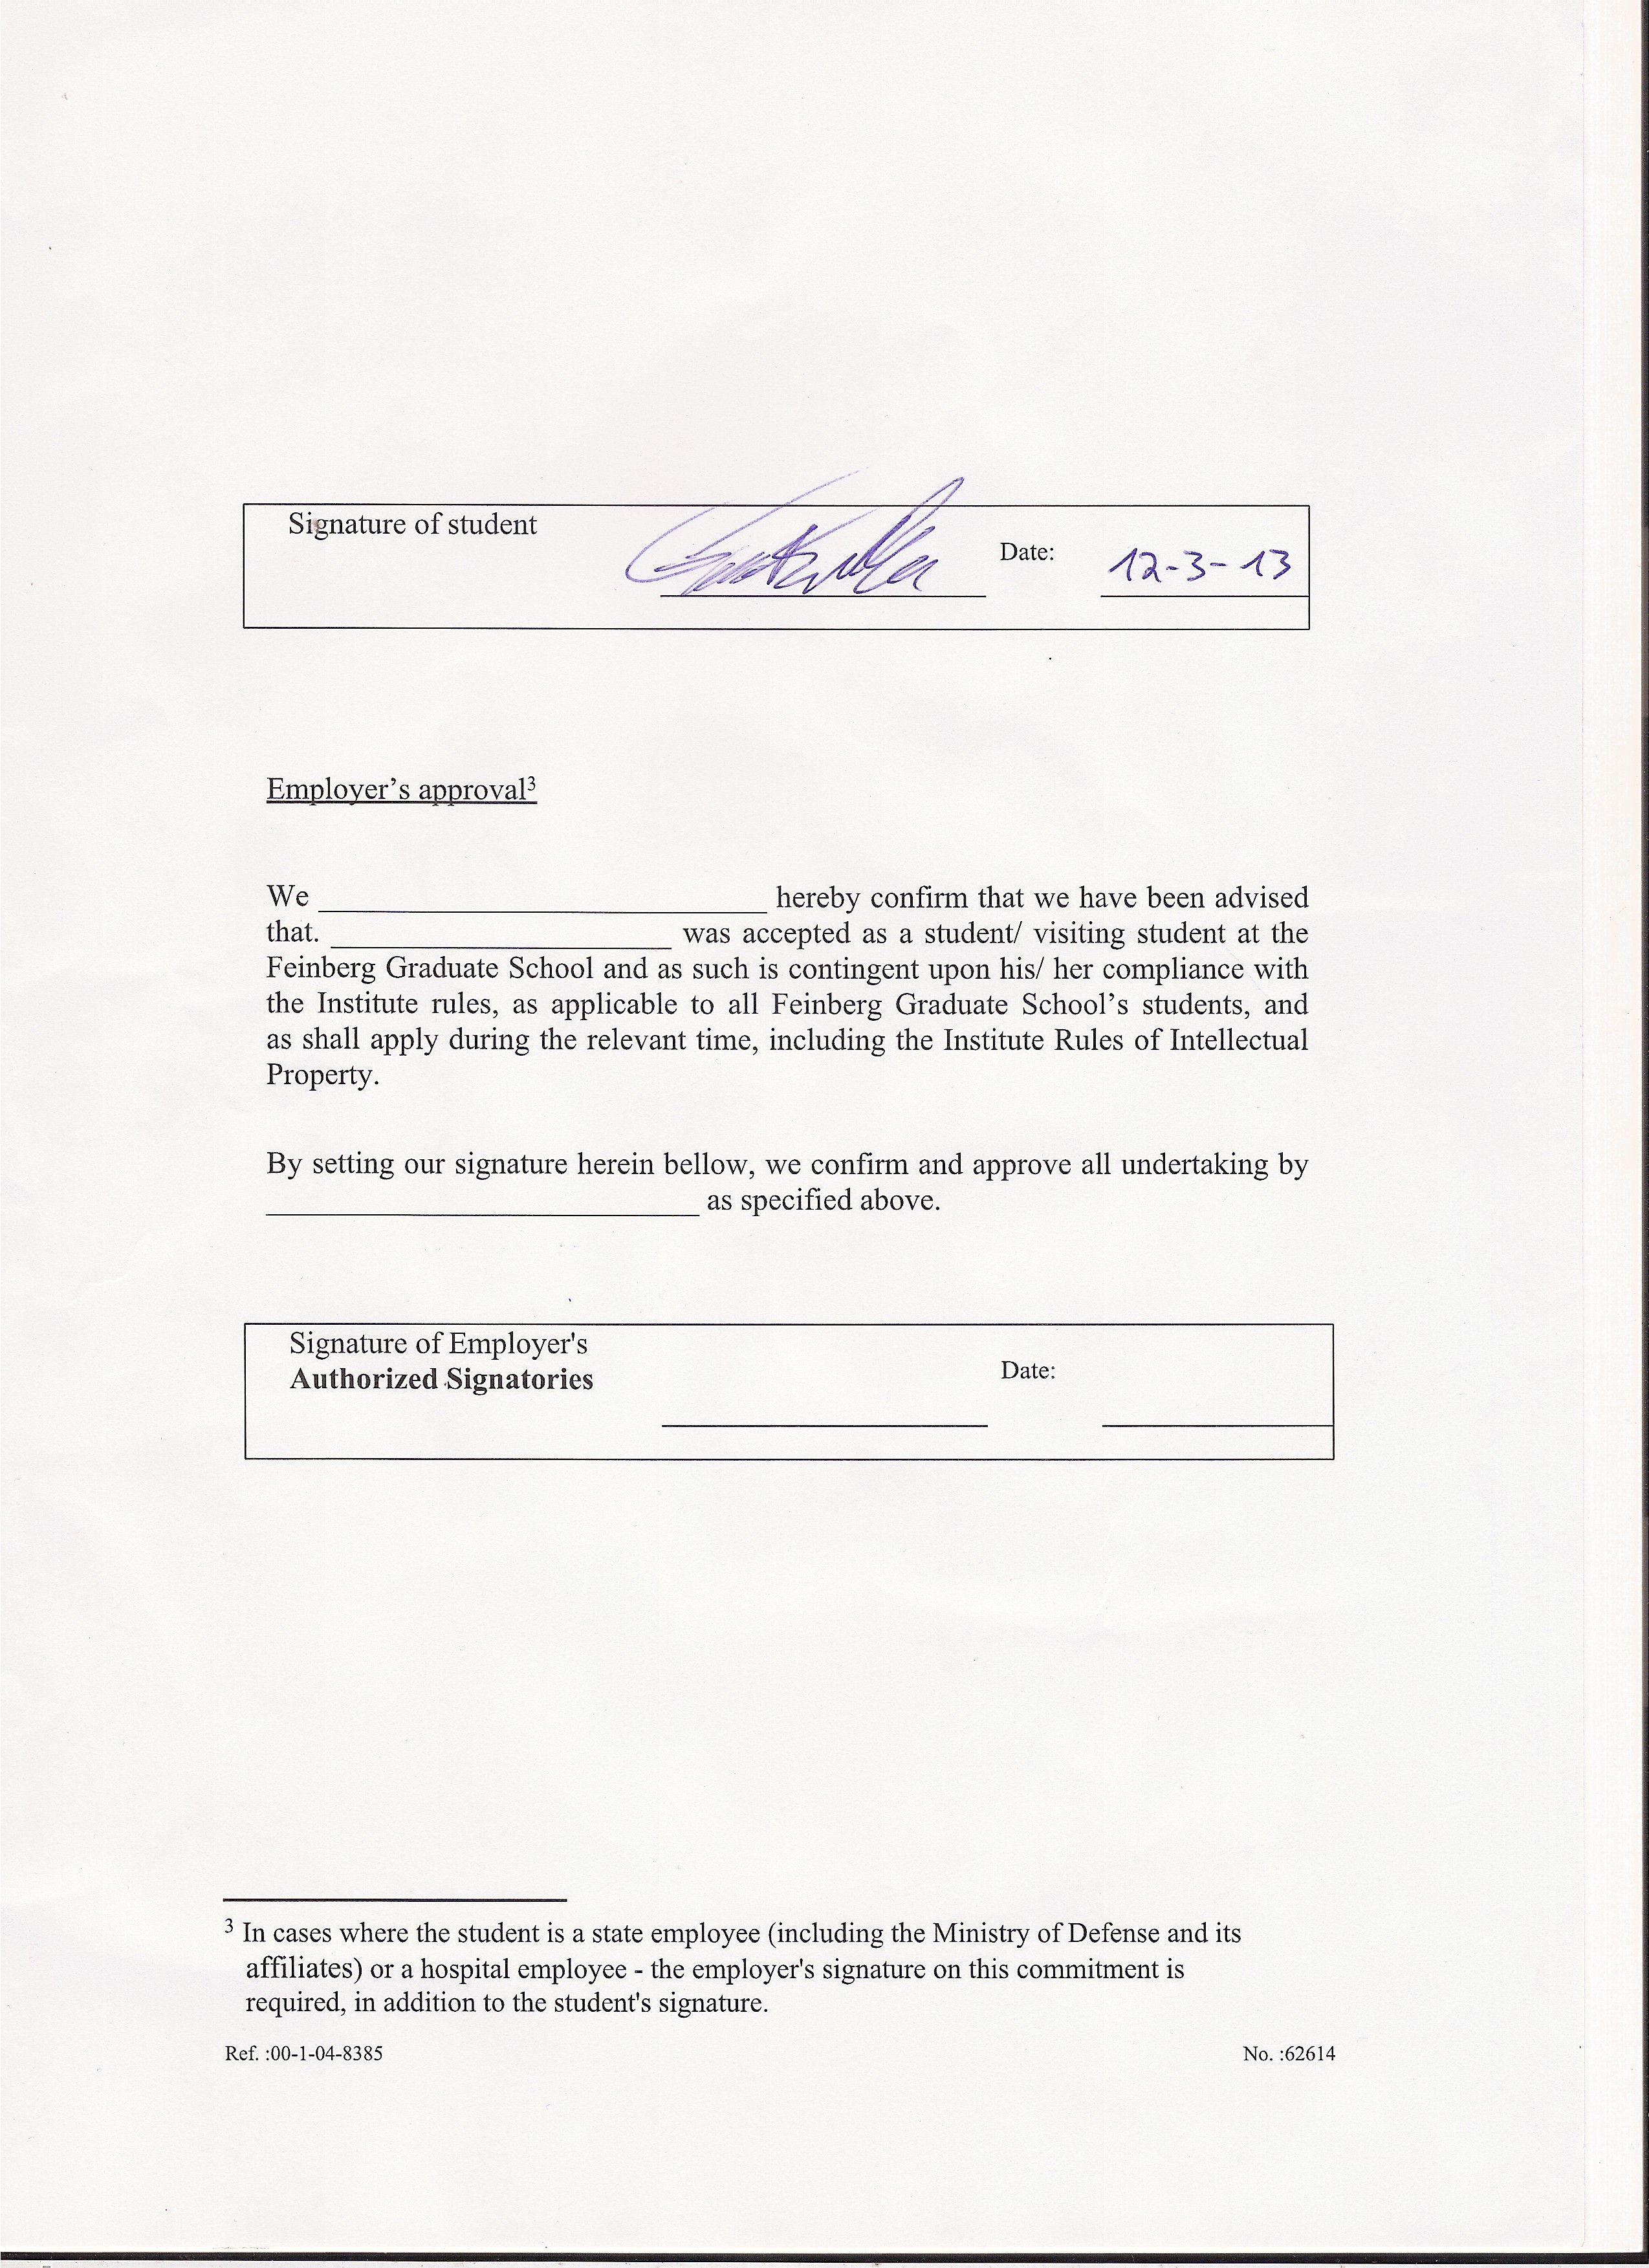 Signature of student
Date:
12-3-13
Employer's approval³
We ____________ hereby confirm that we have been advised
that. ____________ was accepted as a student/ visiting student at the
Feinberg Graduate School and as such is contingent upon his/ her compliance with
the Institute rules, as applicable to all Feinberg Graduate School's students, and
as shall apply during the relevant time, including the Institute Rules of Intellectual
Property.
By setting our signature herein bellow, we confirm and approve all undertaking by
____________ as specified above.
Signature of Employer's
Authorized Signatories
Date:
³ In cases where the student is a state employee (including the Ministry of Defense and its
affiliates) or a hospital employee - the employer's signature on this commitment is
required, in addition to the student's signature.
Ref. :00-1-04-8385
No. :62614